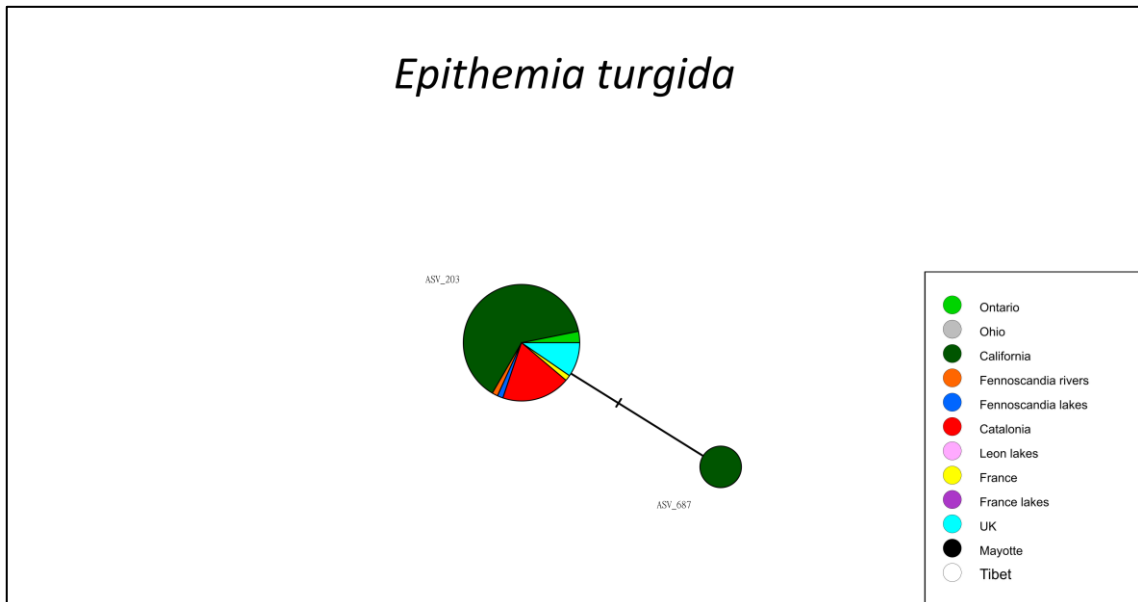 Epithemia turgida
ASV_203
ASV_687
Ontario
Ohio
California
Fennoscandia rivers
Fennoscandia lakes
Catalonia
Leon lakes
France
France lakes
UK
Mayotte
Tibet